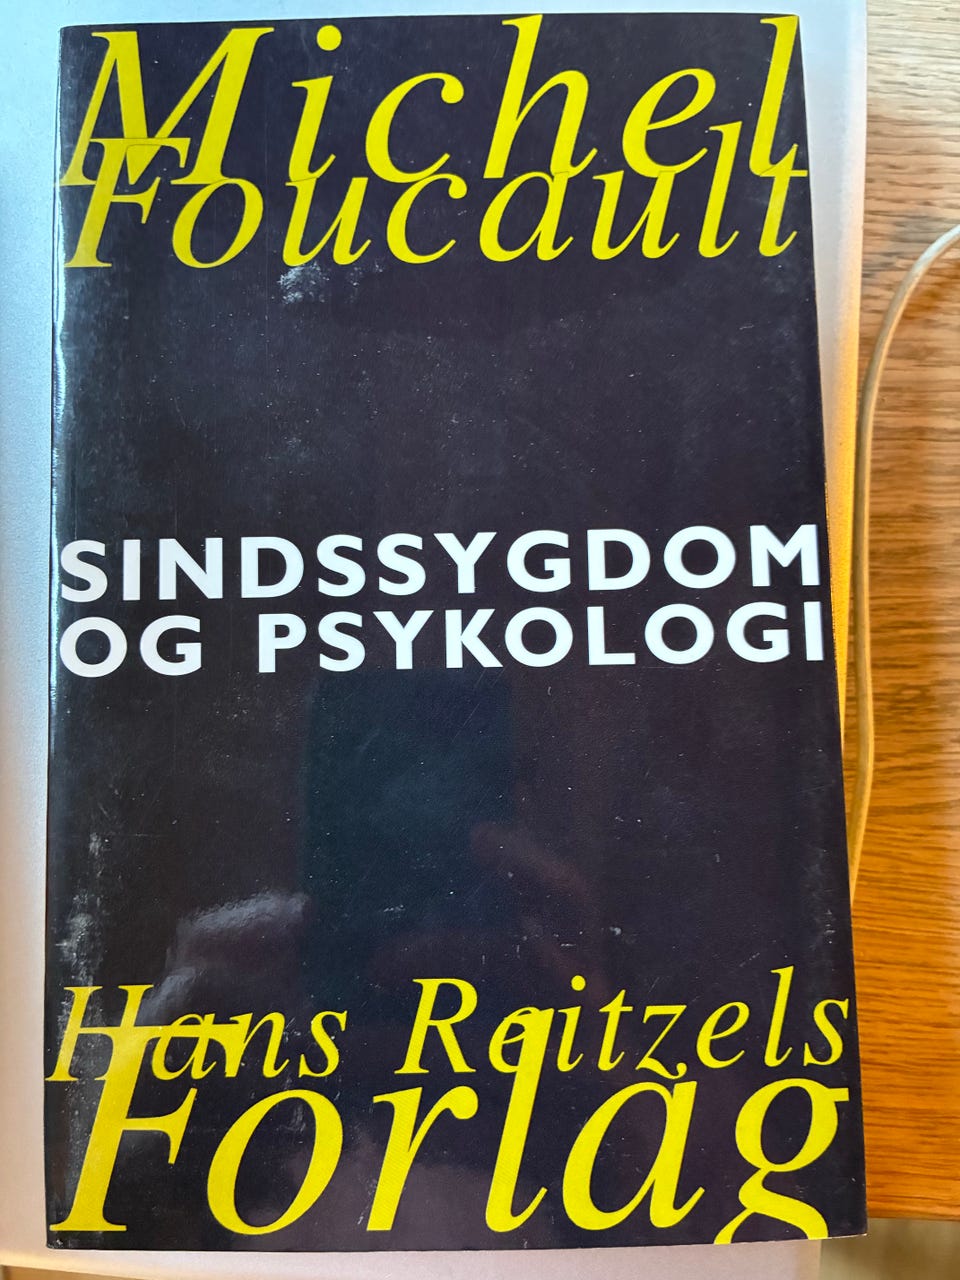 Michel
Foucault
SINDSSYGDOM
OG PSYKOLOGI
Hans Reitzels
Forlag